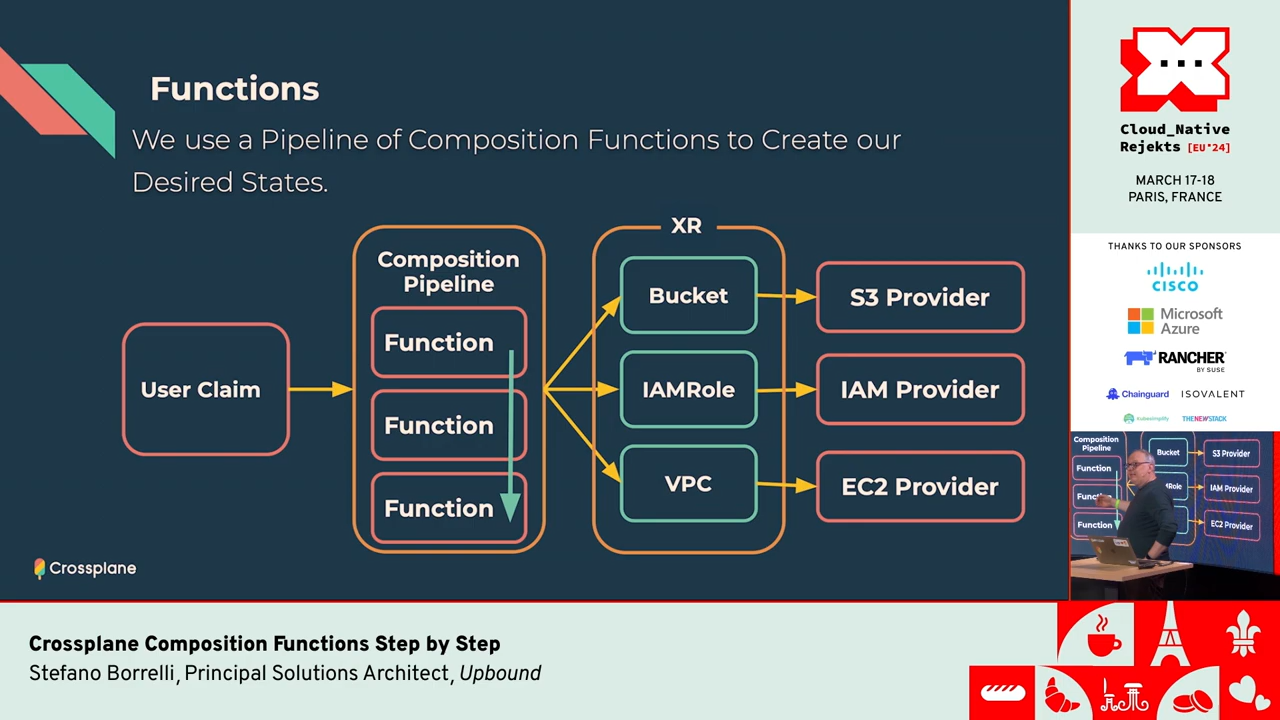 Functions
We use a Pipeline of Composition Functions to Create our
Desired States.
User Claim
Composition
Pipeline
Function
Function
Function
XR
Bucket
IAMRole
VPC
S3 Provider
IAM Provider
EC2 Provider
Crossplane
Cloud_Native
Rejekts [EU'24]
MARCH 17-18
PARIS, FRANCE
THANKS TO OUR SPONSORS
CISCO
Microsoft
Azure
RANCHER
BY SUSE
Chainguard
ISOVALENT
kubesimplify
THENEWSTACK
Composition
Pipeline
Function
Function
Bucket
S3 Provider
IAM Provider
EC2 Provider
Crossplane Composition Functions Step by Step
Stefano Borrelli, Principal Solutions Architect, Upbound